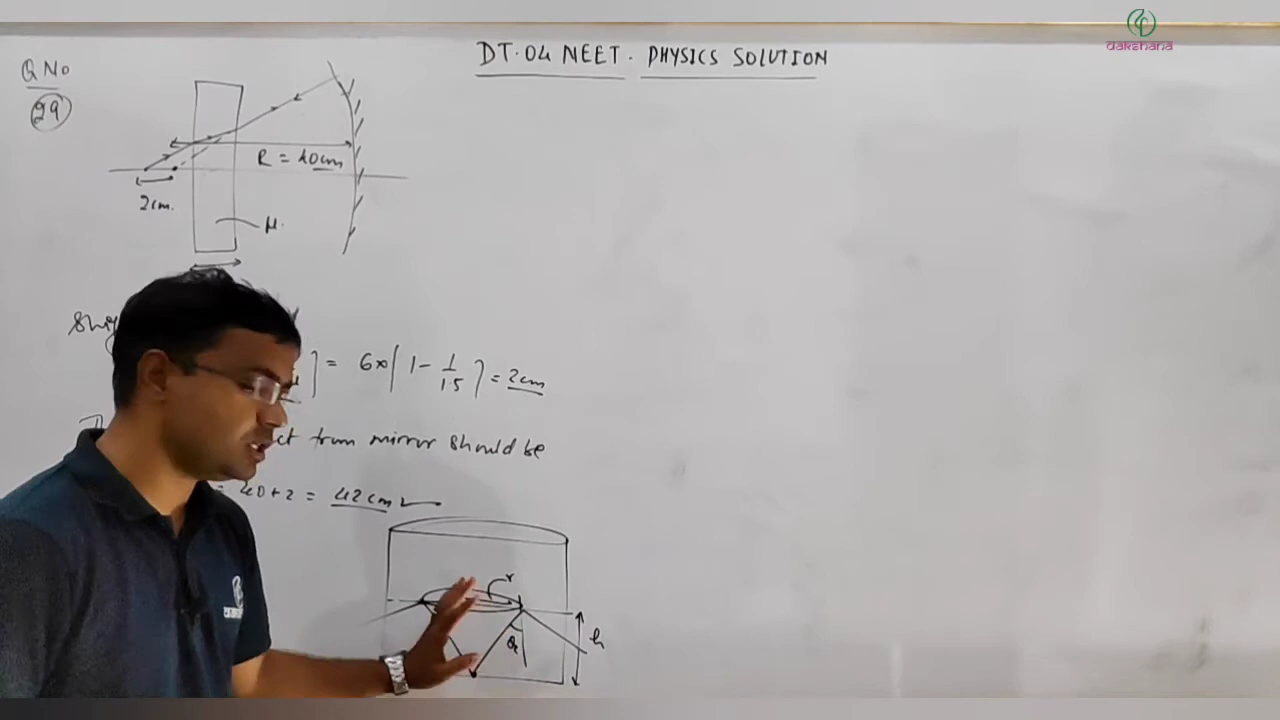 dakshana
DT.04 NEET. PHYSICS SOLUTION
Q No
29
R = 40cm
2cm.
μ.
= 6×[1 - 1/1.5] = 2cm
from mirror should be
= 40+2 = 42cm
r
h